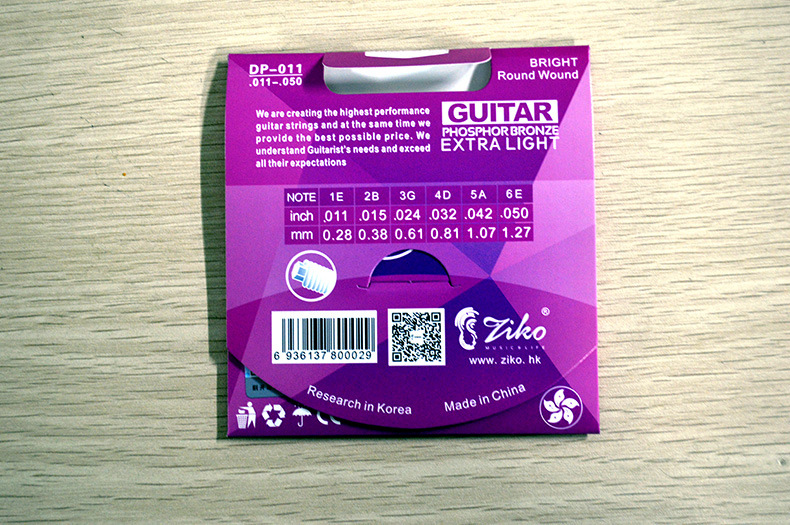 DP-011
.011-.050
BRIGHT
Round Wound
We are creating the highest performance
guitar strings and at the same time we
provide the best possible price. We
understand Guitarist's needs and exceed
all their expectations
GUITAR
PHOSPHOR BRONZE
EXTRA LIGHT
NOTE 1E 2B 3G 4D 5A 6E
inch .011 .015 .024 .032 .042 .050
mm 0.28 0.38 0.61 0.81 1.07 1.27
6 936137 800029
Ziko ®
MUSIC4LIFE
www. ziko. hk
Research in Korea
Made in China